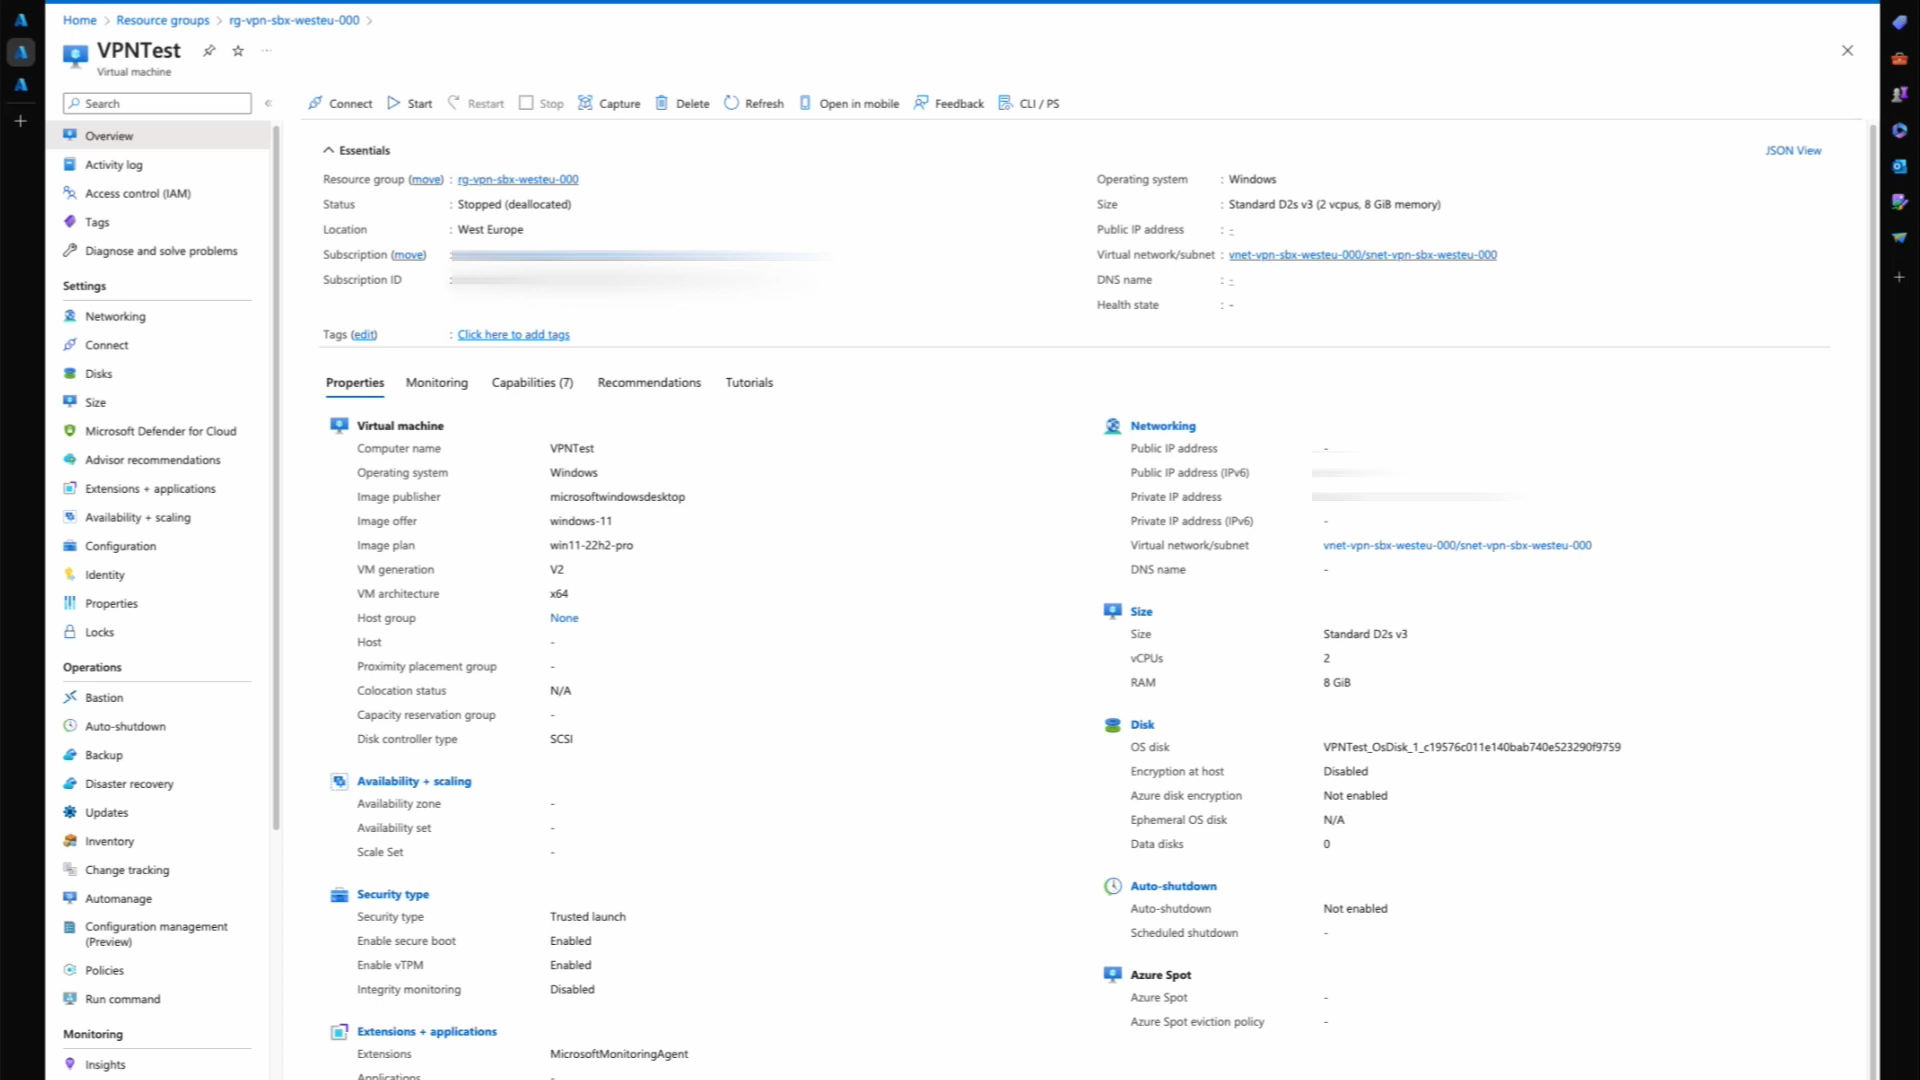 Home > Resource groups > rg-vpn-sbx-westeu-000 >
VPNTest
Virtual machine
Search
Connect Start Restart Stop Capture Delete Refresh Open in mobile Feedback CLI / PS
Overview
Activity log
Access control (IAM)
Tags
Diagnose and solve problems
Settings
Networking
Connect
Disks
Size
Microsoft Defender for Cloud
Advisor recommendations
Extensions + applications
Availability + scaling
Configuration
Identity
Properties
Locks
Operations
Bastion
Auto-shutdown
Backup
Disaster recovery
Updates
Inventory
Change tracking
Automanage
Configuration management
(Preview)
Policies
Run command
Monitoring
Insights
Essentials
JSON View
Resource group (move) : rg-vpn-sbx-westeu-000
Status : Stopped (deallocated)
Location : West Europe
Subscription (move) :
Subscription ID :
Tags (edit) : Click here to add tags
Operating system : Windows
Size : Standard D2s v3 (2 vcpus, 8 GiB memory)
Public IP address : -
Virtual network/subnet : vnet-vpn-sbx-westeu-000/snet-vpn-sbx-westeu-000
DNS name : -
Health state : -
Properties Monitoring Capabilities (7) Recommendations Tutorials
Virtual machine
Computer name VPNTest
Operating system Windows
Image publisher microsoftwindowsdesktop
Image offer windows-11
Image plan win11-22h2-pro
VM generation V2
VM architecture x64
Host group None
Host -
Proximity placement group -
Colocation status N/A
Capacity reservation group -
Disk controller type SCSI
Availability + scaling
Availability zone -
Availability set -
Scale Set -
Security type
Security type Trusted launch
Enable secure boot Enabled
Enable vTPM Enabled
Integrity monitoring Disabled
Extensions + applications
Extensions MicrosoftMonitoringAgent
Applications -
Networking
Public IP address -
Public IP address (IPv6)
Private IP address
Private IP address (IPv6) -
Virtual network/subnet vnet-vpn-sbx-westeu-000/snet-vpn-sbx-westeu-000
DNS name -
Size
Size Standard D2s v3
vCPUs 2
RAM 8 GiB
Disk
OS disk VPNTest_OsDisk_1_c19576c011e140bab740e523290f9759
Encryption at host Disabled
Azure disk encryption Not enabled
Ephemeral OS disk N/A
Data disks 0
Auto-shutdown
Auto-shutdown Not enabled
Scheduled shutdown -
Azure Spot
Azure Spot -
Azure Spot eviction policy -